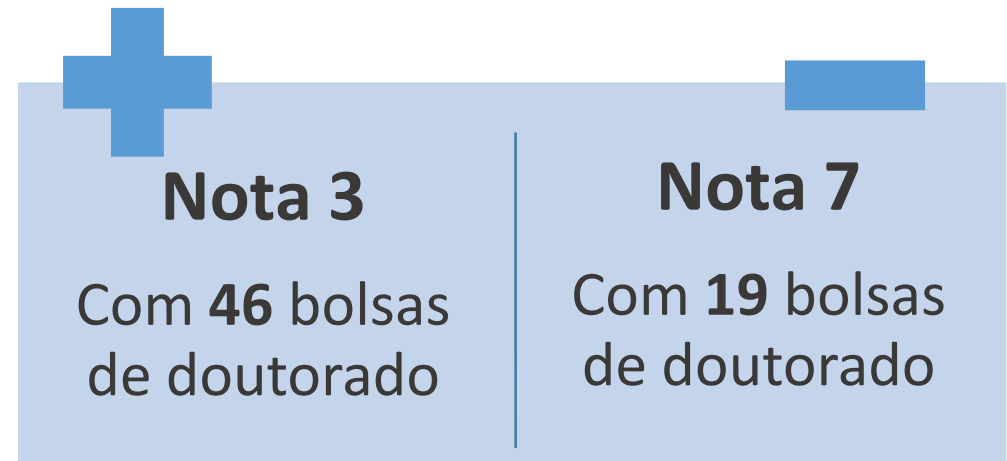 Nota 3
Com 46 bolsas
de doutorado
Nota 7
Com 19 bolsas
de doutorado